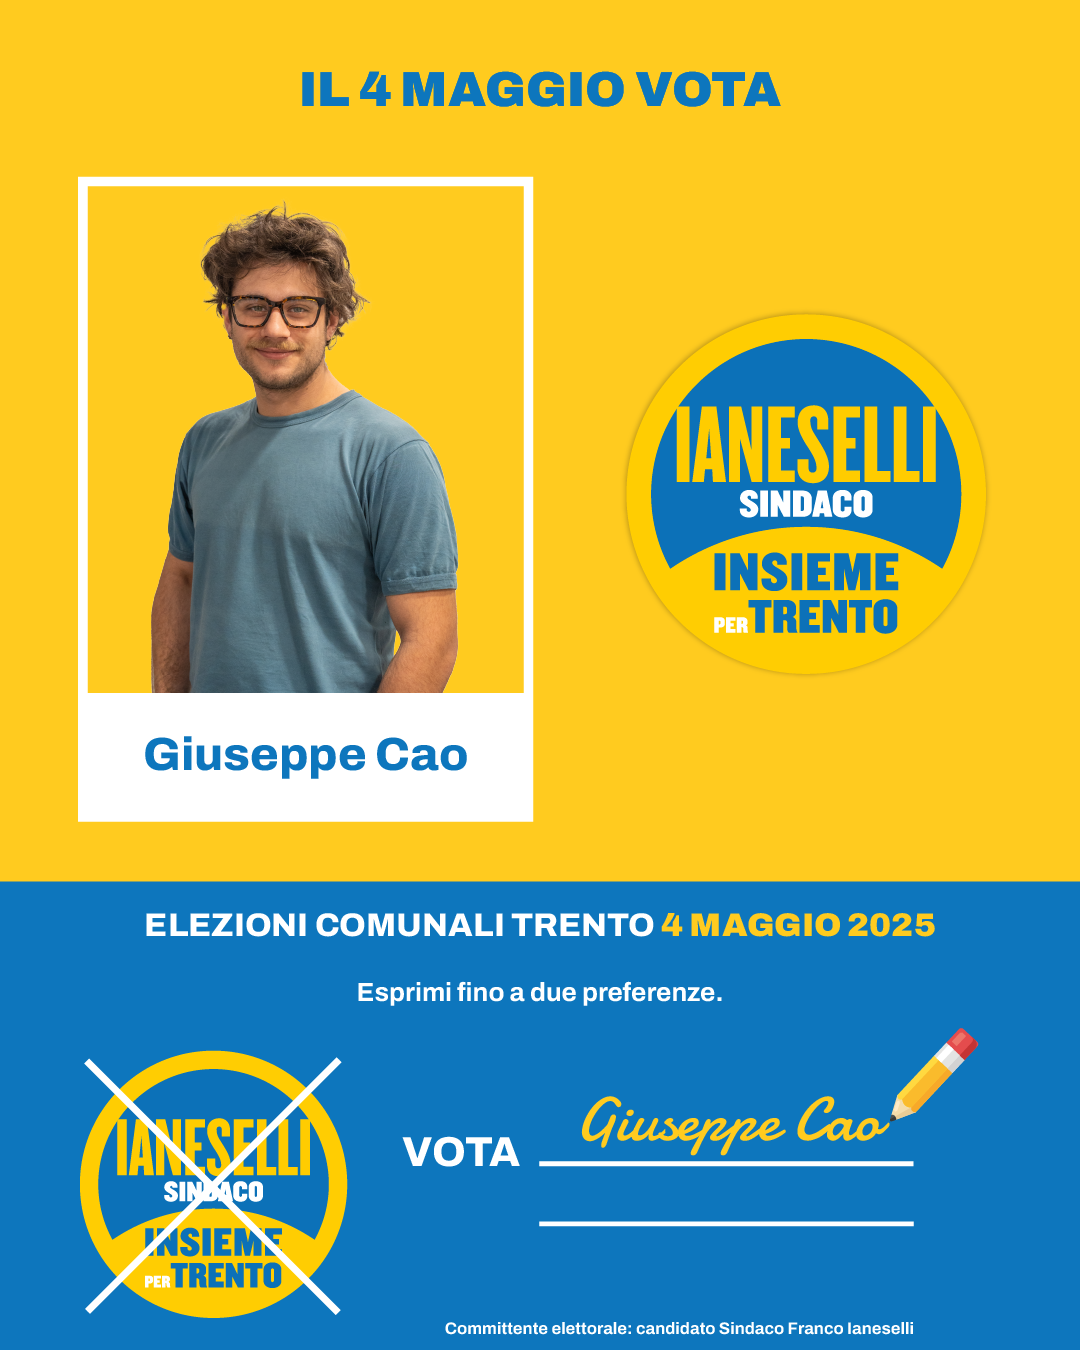 IL 4 MAGGIO VOTA
IANESELLI
SINDACO
INSIEME
PER TRENTO
Giuseppe Cao
ELEZIONI COMUNALI TRENTO 4 MAGGIO 2025
Esprimi fino a due preferenze.
IANESELLI
SINDACO
INSIEME
PER TRENTO
VOTA Giuseppe Cao
Committente elettorale: candidato Sindaco Franco Ianeselli